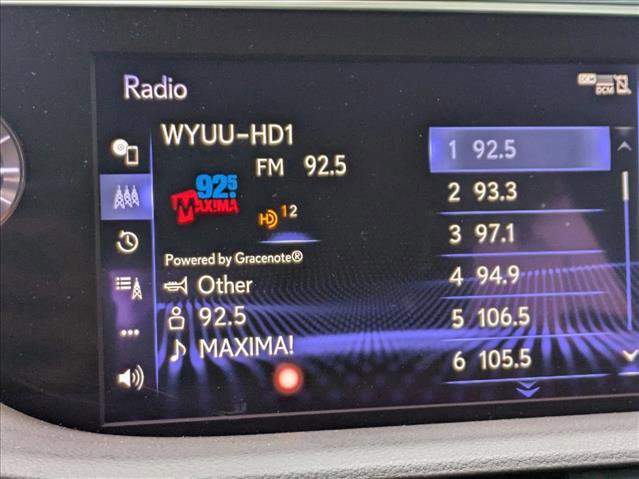 Radio
DCM
WYUU-HD1
FM 92.5
92.5
MAXIMA
HD 1 2
Powered by Gracenote®
Other
92.5
MAXIMA!
1 92.5
2 93.3
3 97.1
4 94.9
5 106.5
6 105.5